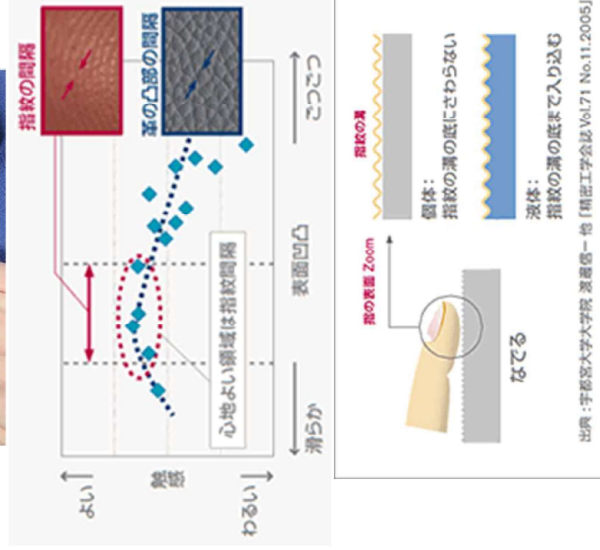 指紋の間隔
革の凸部の間隔
よい
触感
わるい
心地よい領域は指紋間隔
滑らか
表面凹凸
ごつごつ
指の表面 Zoom
なでる
指紋の溝
個体：
指紋の溝の底にさわらない
液体：
指紋の溝の底まで入り込む
出典：宇都宮大学大学院 渡邉信一 他「精密工学会誌 Vol.71 No.11.2005」